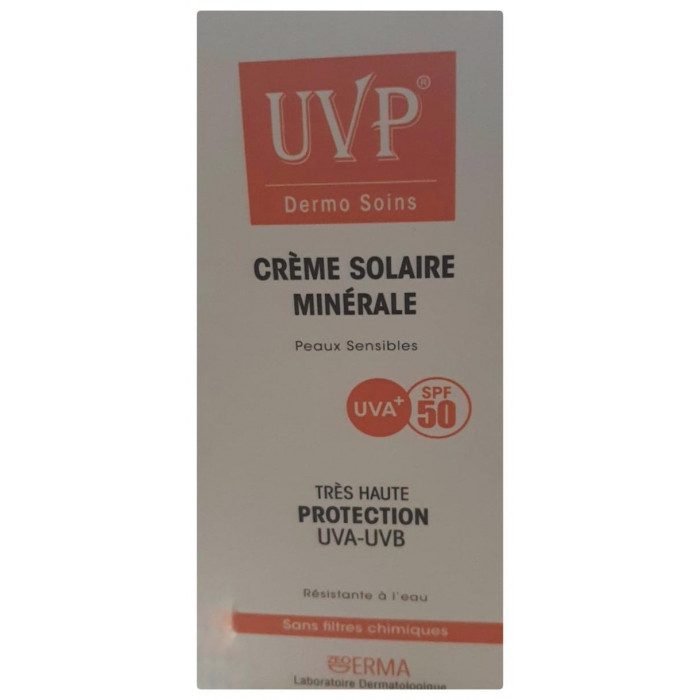 UVP®
Dermo Soins
CRÈME SOLAIRE
MINÉRALE
Peaux Sensibles
UVA+
SPF
50
TRÈS HAUTE
PROTECTION
UVA-UVB
Résistante à l'eau
Sans filtres chimiques
DERMA
Laboratoire Dermatologique